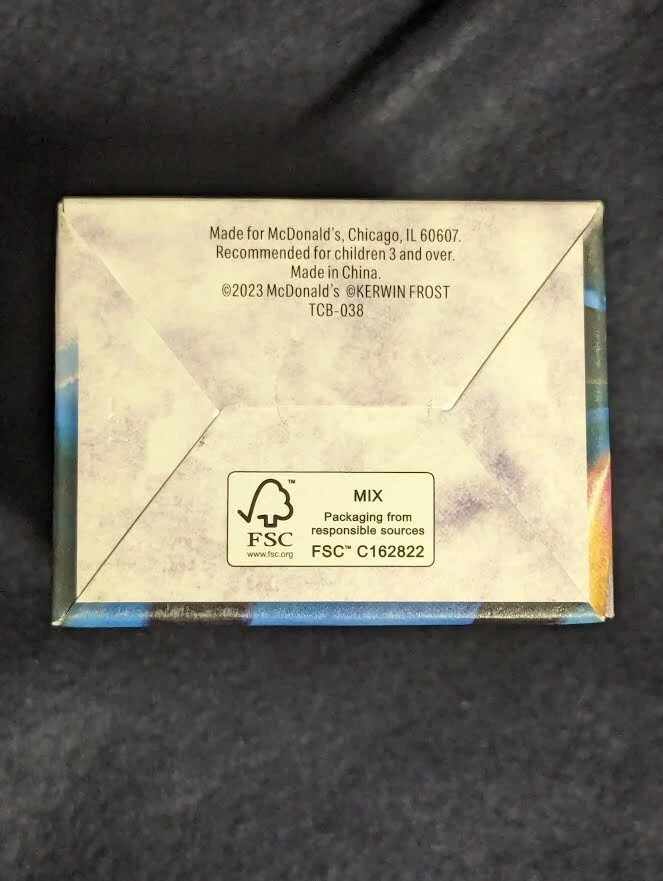 Made for McDonald's, Chicago, IL 60607.
Recommended for children 3 and over.
Made in China.
©2023 McDonald's ©KERWIN FROST
TCB-038
™
FSC
www.fsc.org
MIX
Packaging from
responsible sources
FSC™ C162822